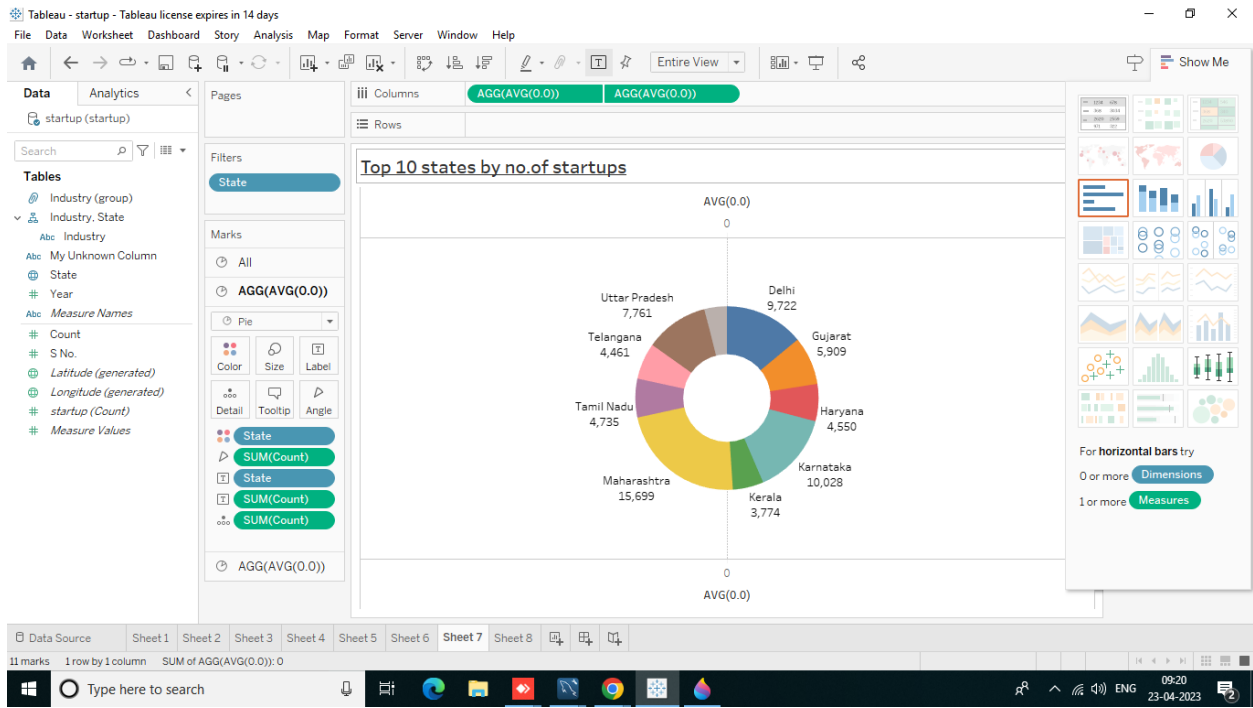 Tableau - startup - Tableau license expires in 14 days
File Data Worksheet Dashboard Story Analysis Map Format Server Window Help
Entire View
Show Me
Data Analytics
startup (startup)
Search
Tables
Industry (group)
Industry, State
Abc Industry
Abc My Unknown Column
State
# Year
Abc Measure Names
# Count
# S No.
Latitude (generated)
Longitude (generated)
# startup (Count)
# Measure Values
Pages
Filters
State
Marks
All
AGG(AVG(0.0))
Pie
Color Size Label
Detail Tooltip Angle
State
SUM(Count)
State
SUM(Count)
SUM(Count)
AGG(AVG(0.0))
Columns AGG(AVG(0.0)) AGG(AVG(0.0))
Rows
Top 10 states by no.of startups
AVG(0.0)
0
Delhi
9,722
Gujarat
5,909
Haryana
4,550
Karnataka
10,028
Kerala
3,774
Maharashtra
15,699
Tamil Nadu
4,735
Telangana
4,461
Uttar Pradesh
7,761
0
AVG(0.0)
For horizontal bars try
0 or more Dimensions
1 or more Measures
Data Source Sheet 1 Sheet 2 Sheet 3 Sheet 4 Sheet 5 Sheet 6 Sheet 7 Sheet 8
11 marks 1 row by 1 column SUM of AGG(AVG(0.0)): 0
Type here to search
ENG
09:20
23-04-2023
2